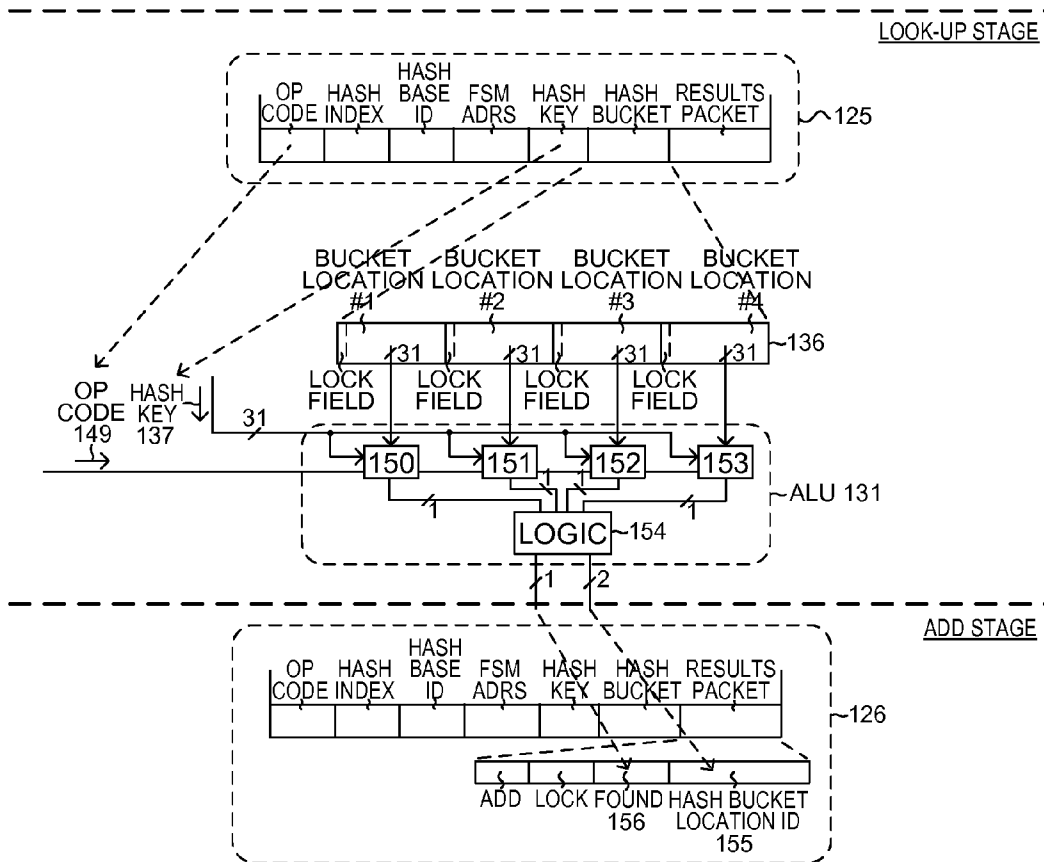 LOOK-UP STAGE
OP CODE
HASH INDEX
HASH BASE ID
FSM ADRS
HASH KEY
HASH BUCKET
RESULTS PACKET
125
BUCKET LOCATION #1
BUCKET LOCATION #2
BUCKET LOCATION #3
BUCKET LOCATION #4
136
31
31
31
31
LOCK FIELD
LOCK FIELD
LOCK FIELD
LOCK FIELD
OP CODE 149
HASH KEY 137
31
150
151
152
153
ALU 131
1
1
1
1
LOGIC
154
1
2
ADD STAGE
OP CODE
HASH INDEX
HASH BASE ID
FSM ADRS
HASH KEY
HASH BUCKET
RESULTS PACKET
126
ADD
LOCK
FOUND 156
HASH BUCKET LOCATION ID 155